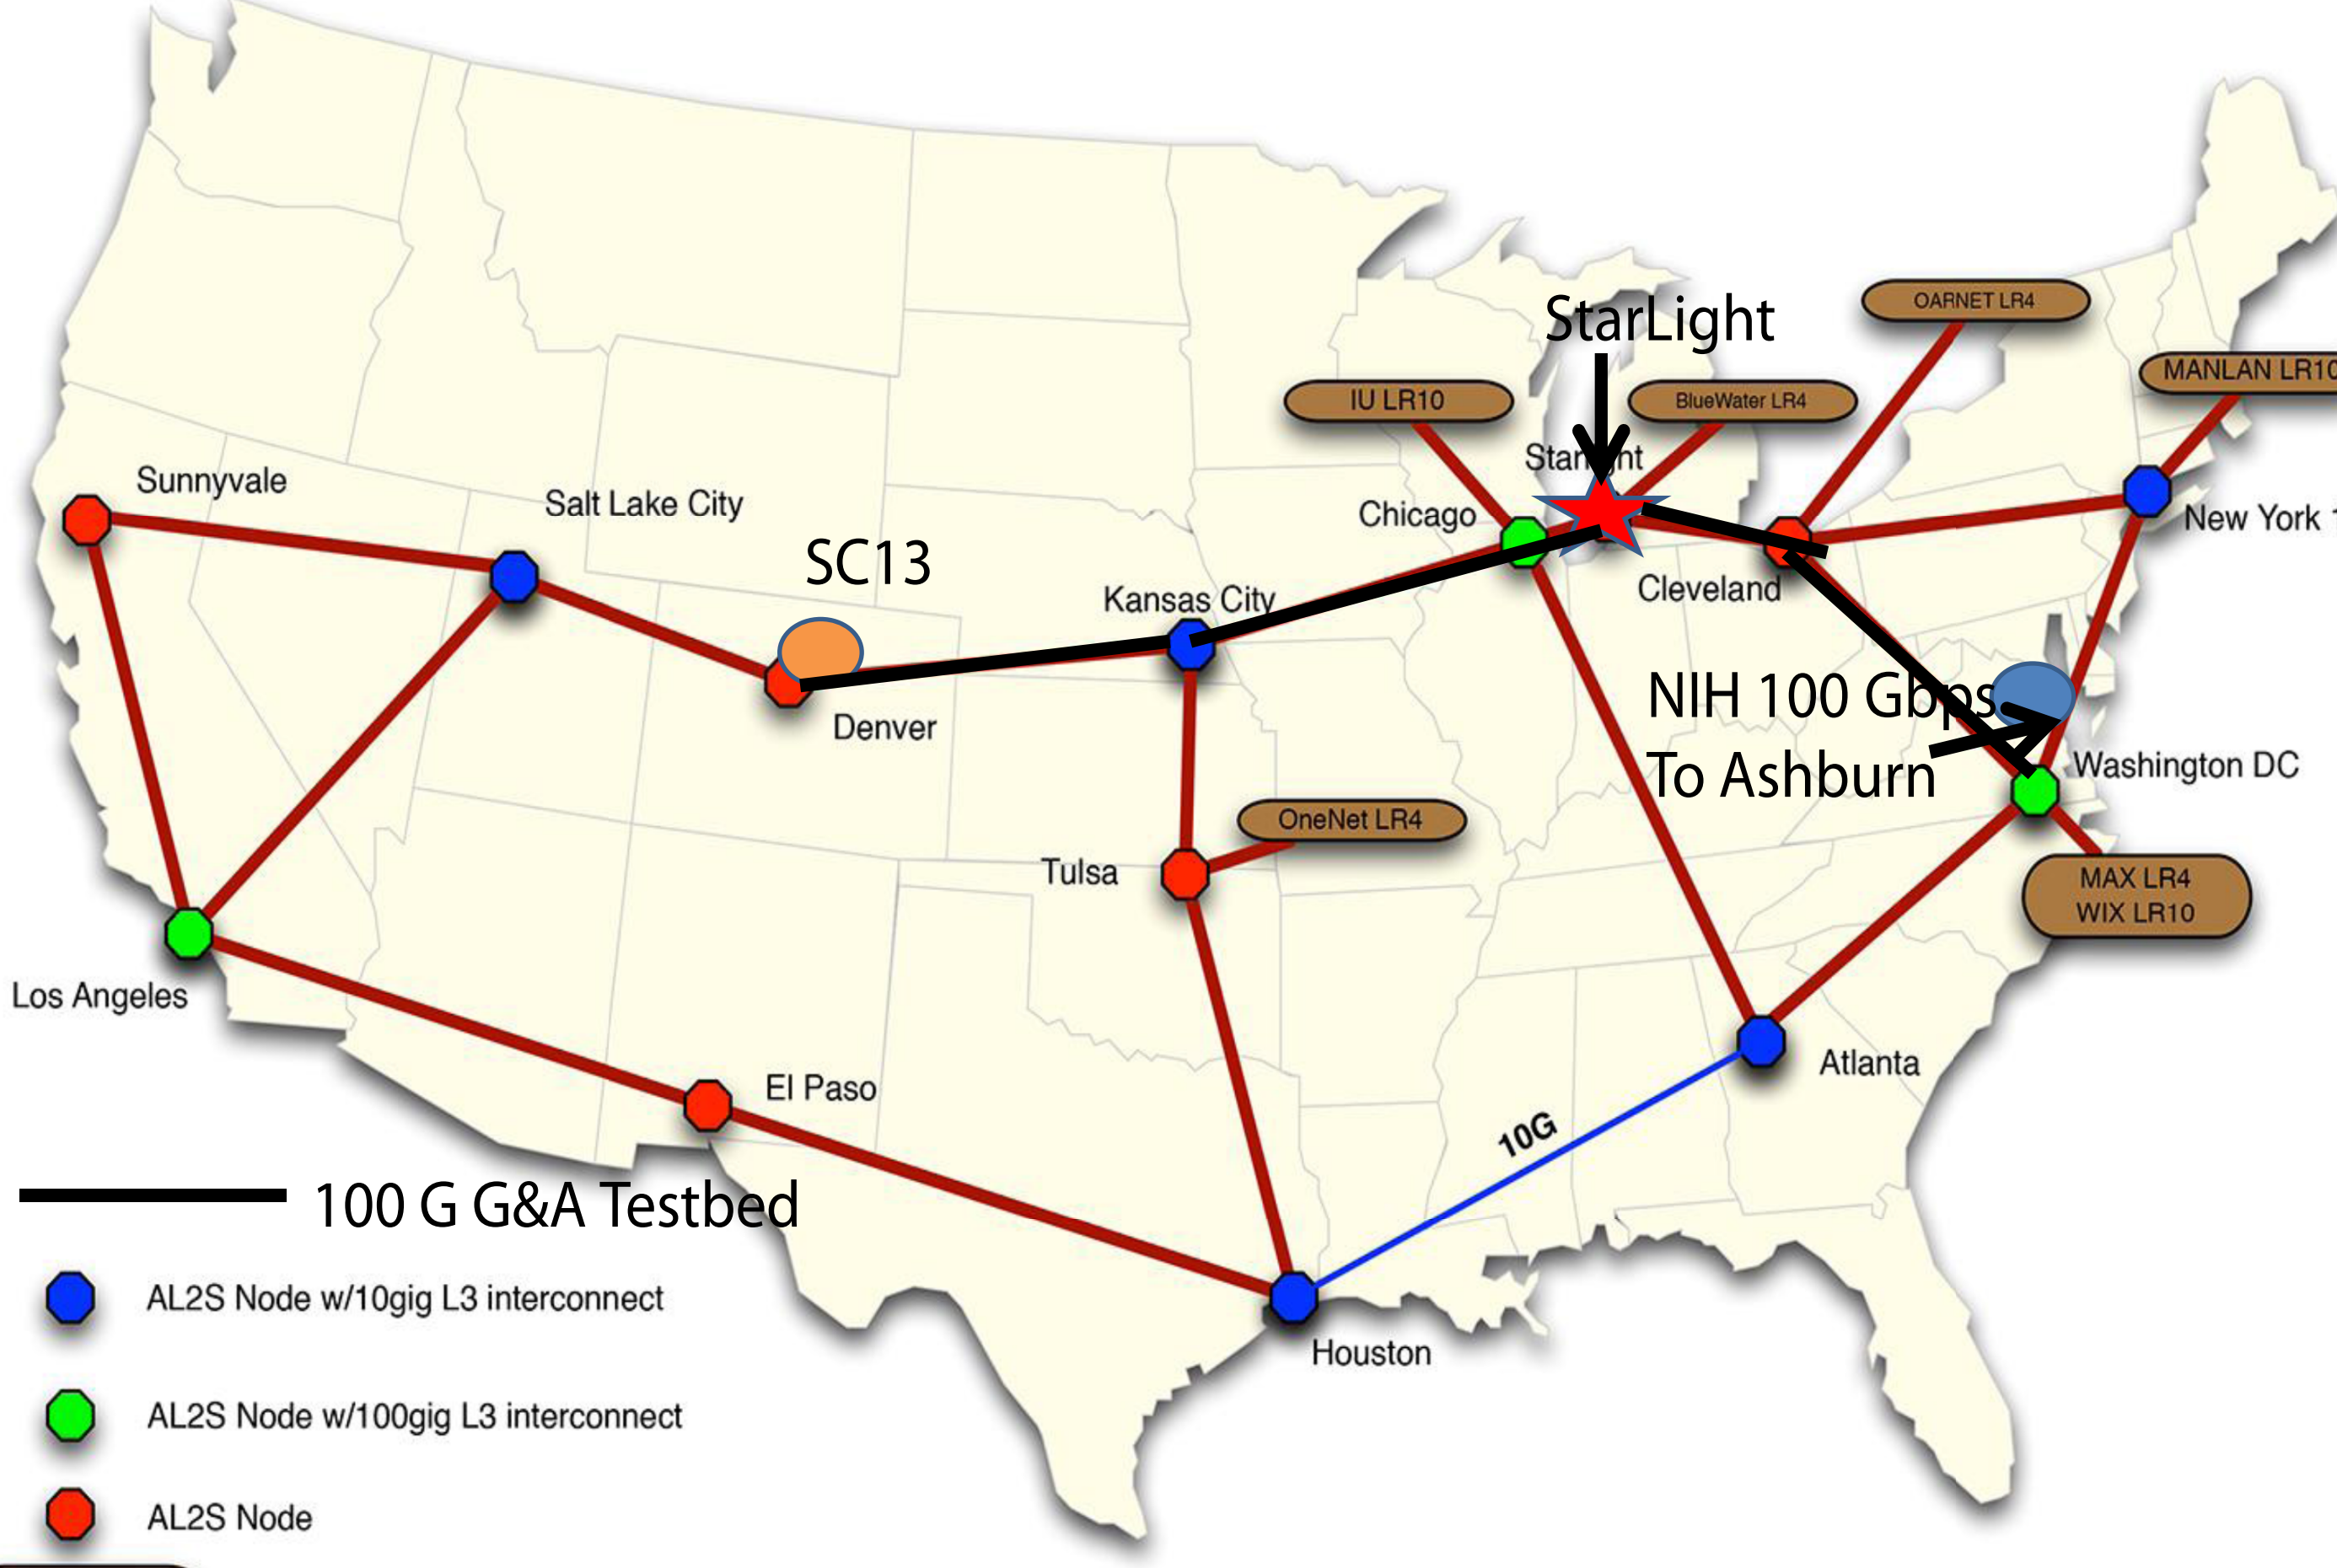 StarLight
OARNET LR4
MANLAN LR10
IU LR10
BlueWater LR4
Sunnyvale
Salt Lake City
Chicago
New York
SC13
Kansas City
Cleveland
NIH 100 Gbps
To Ashburn
Denver
Washington DC
OneNet LR4
Tulsa
MAX LR4
WIX LR10
Los Angeles
El Paso
Atlanta
10G
100 G G&A Testbed
AL2S Node w/10gig L3 interconnect
Houston
AL2S Node w/100gig L3 interconnect
AL2S Node